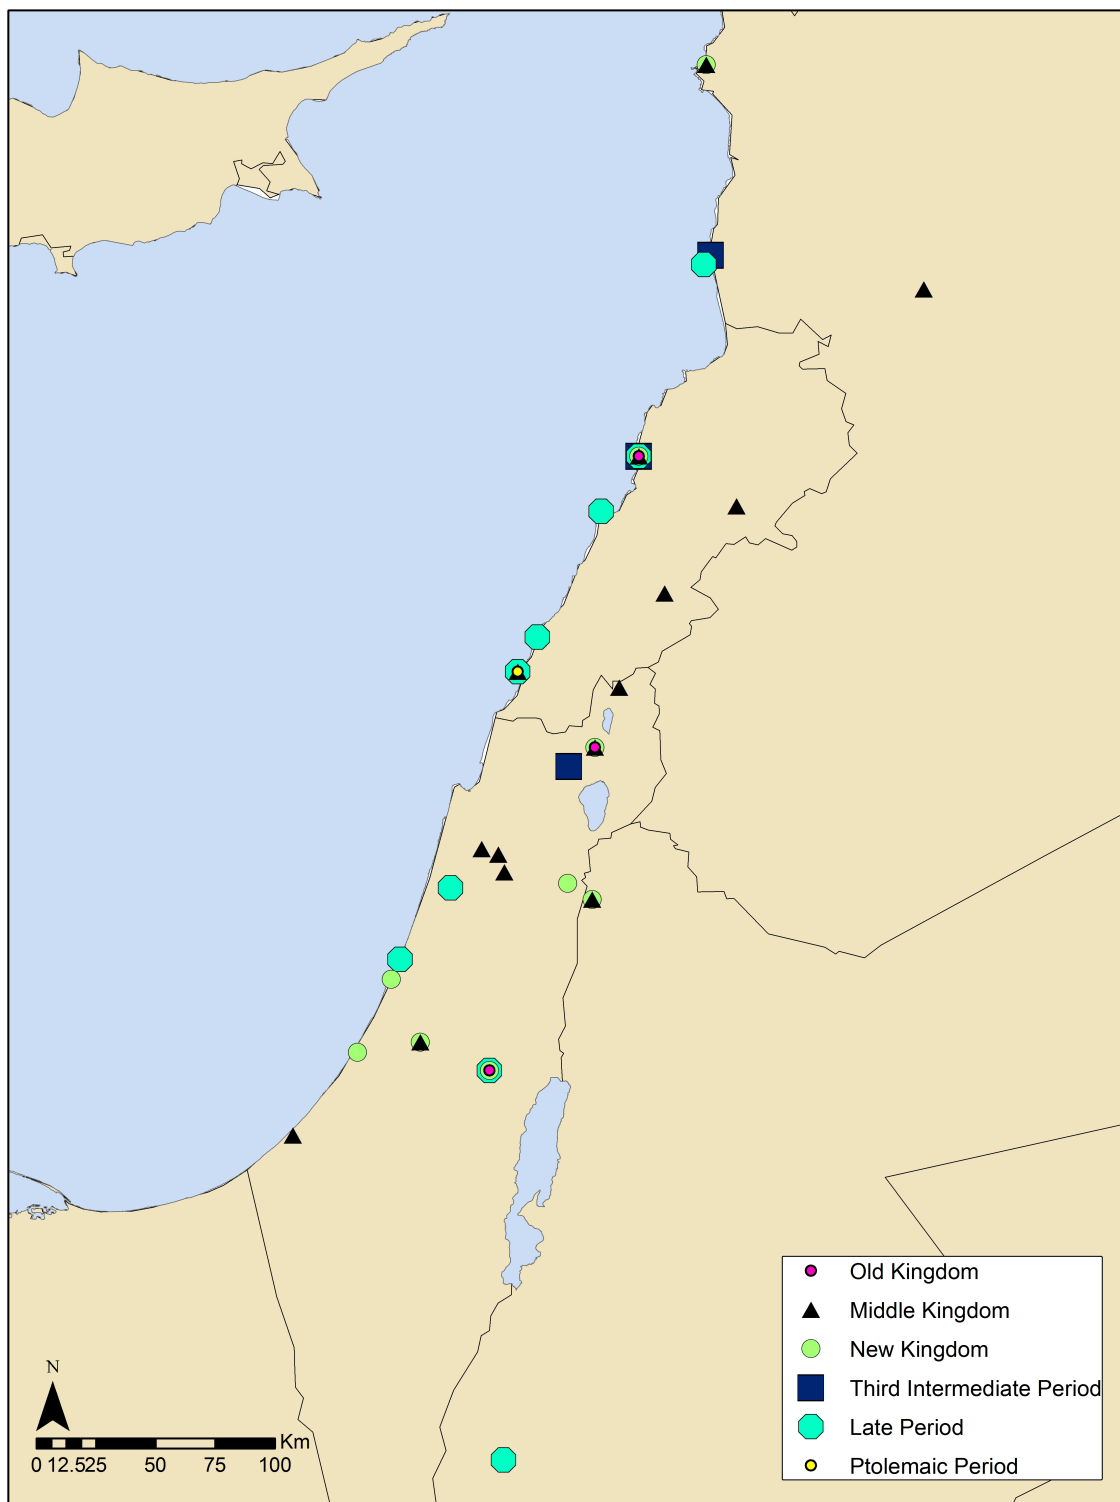 Old Kingdom
Middle Kingdom
New Kingdom
Third Intermediate Period
Late Period
Ptolemaic Period
N
Km
0 12.525 50 75 100